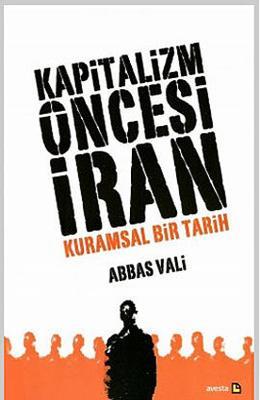 KAPİTALİZM
ÖNCESİ
İRAN
KURAMSAL BİR TARİH
ABBAS VALİ
avesta